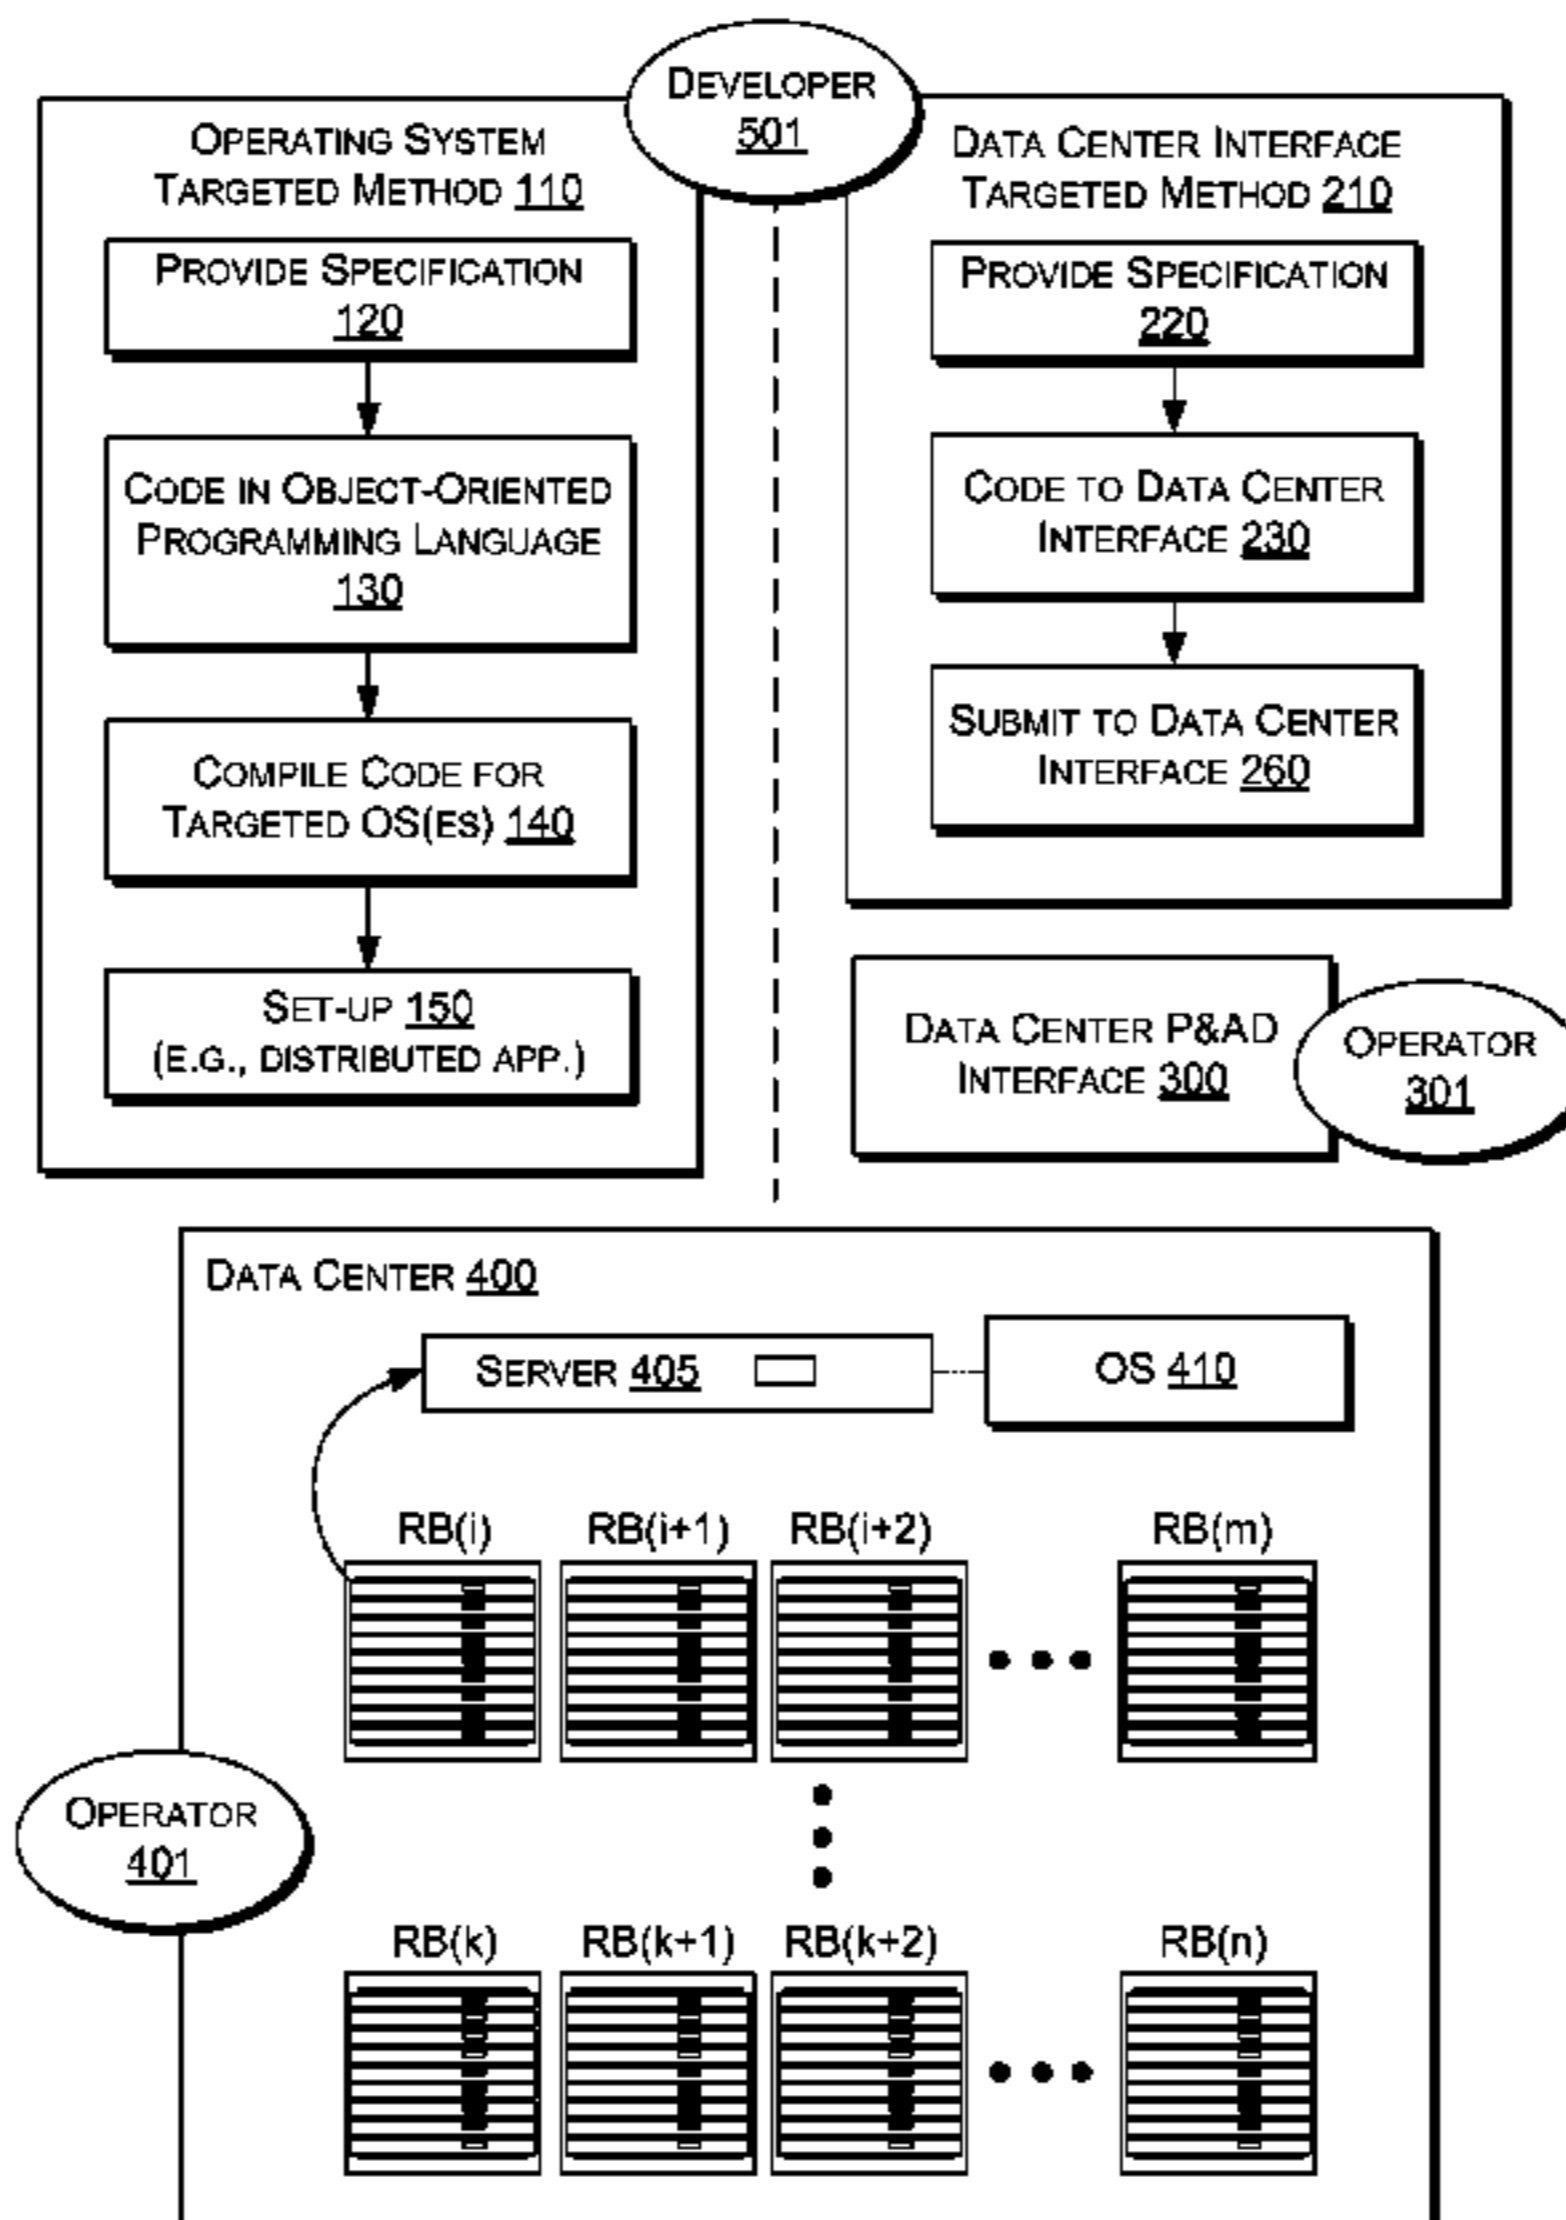 DEVELOPER
501
OPERATING SYSTEM
TARGETED METHOD 110
PROVIDE SPECIFICATION
120
CODE IN OBJECT-ORIENTED
PROGRAMMING LANGUAGE
130
COMPILE CODE FOR
TARGETED OS(ES) 140
SET-UP 150
(E.G., DISTRIBUTED APP.)
DATA CENTER INTERFACE
TARGETED METHOD 210
PROVIDE SPECIFICATION
220
CODE TO DATA CENTER
INTERFACE 230
SUBMIT TO DATA CENTER
INTERFACE 260
DATA CENTER P&AD
INTERFACE 300
OPERATOR
301
DATA CENTER 400
SERVER 405
OS 410
RB(i) RB(i+1) RB(i+2) RB(m)
OPERATOR
401
RB(k) RB(k+1) RB(k+2) RB(n)